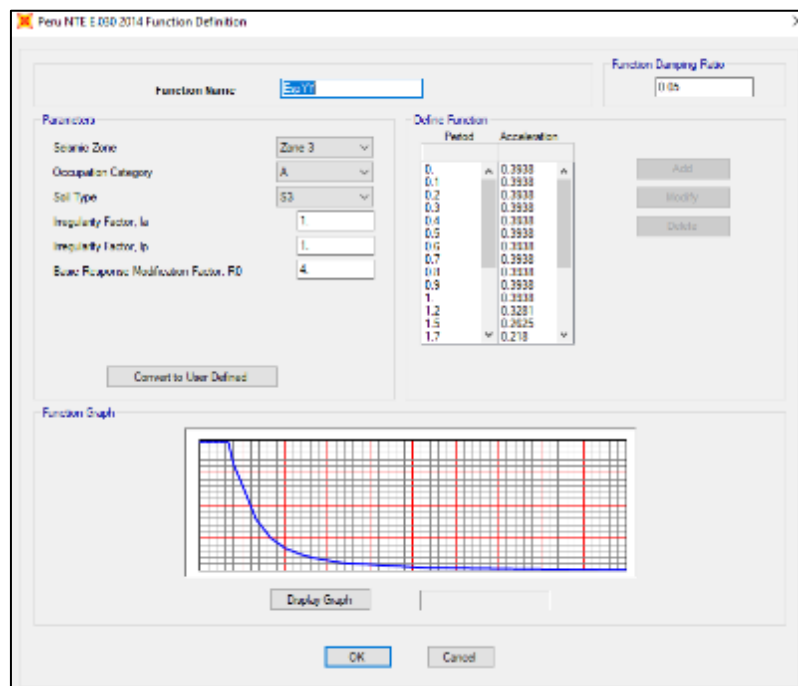 Peru NTE E.030 2014 Function Definition
Function Name
Esp YY
Function Damping Ratio
0.05
Parameters
Seismic Zone
Zone 3
Occupation Category
A
Soil Type
S3
Irregularity Factor, Ia
1.
Irregularity Factor, Ip
1.
Basic Response Modification Factor, R0
4.
Convert to User Defined
Define Function
Period Acceleration
0. 0.3938
0.1 0.3938
0.2 0.3938
0.3 0.3938
0.4 0.3938
0.5 0.3938
0.6 0.3938
0.7 0.3938
0.8 0.3938
0.9 0.3938
1. 0.3938
1.2 0.3281
1.5 0.2625
1.7 0.218
Add
Modify
Delete
Function Graph
Display Graph
OK
Cancel